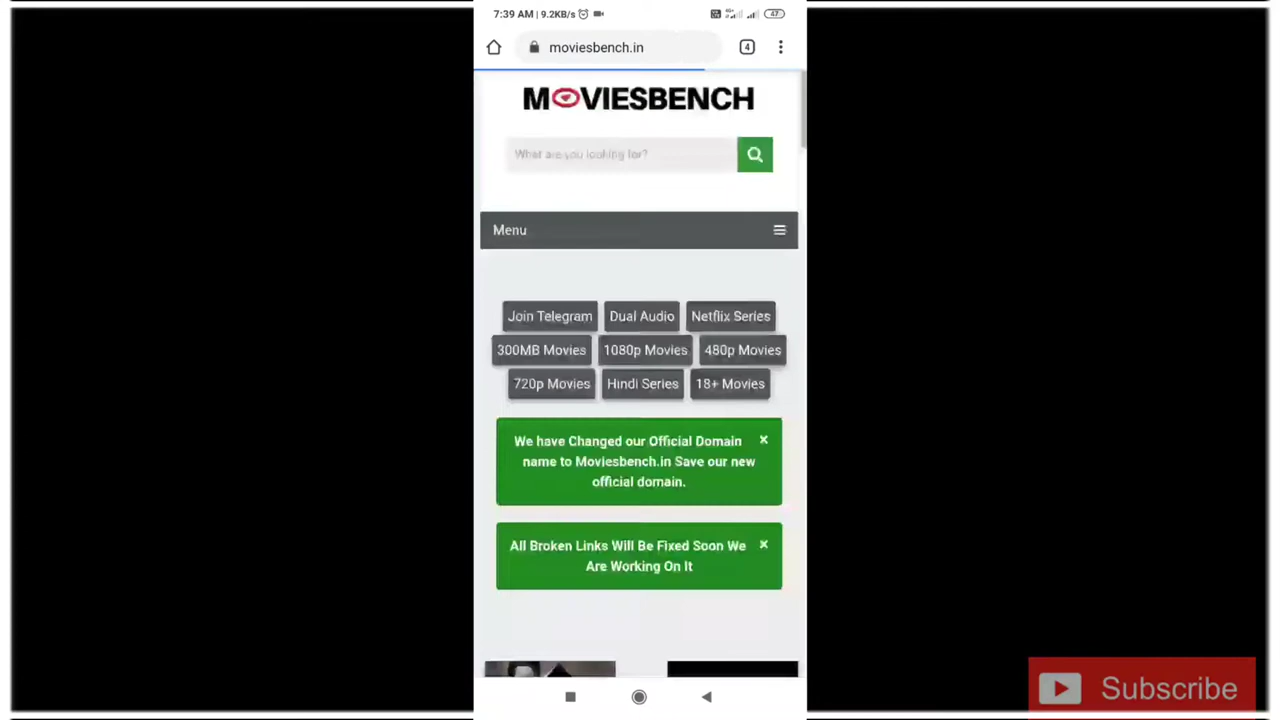 7:39 AM | 9.2KB/s
47
moviesbench.in
4
MOVIESBENCH
What are you looking for?
Menu
Join Telegram Dual Audio Netflix Series
300MB Movies 1080p Movies 480p Movies
720p Movies Hindi Series 18+ Movies
We have Changed our Official Domain ×
name to Moviesbench.in Save our new
official domain.
All Broken Links Will Be Fixed Soon We ×
Are Working On It
Subscribe